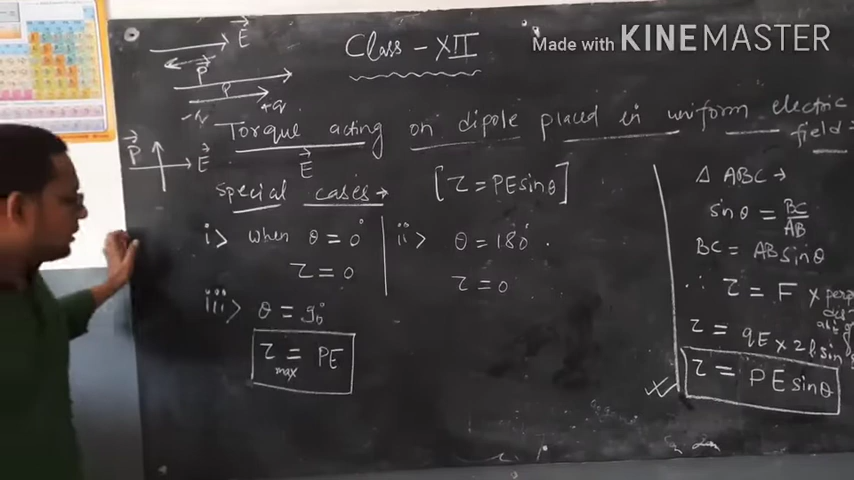 Made with KINEMASTER
E
Class - XII
P
P
-q
+q
Torque acting on dipole placed in uniform electric
field =
P
E
E
special cases →
[τ = PE sinθ]
i> when θ = 0°
τ = 0
ii> θ = 180°.
τ = 0
iii> θ = 90°
τ max = PE
Δ ABC →
sinθ = BC/AB
BC = AB sinθ
∴ τ = F ×
τ = qE × 2l sinθ
τ = PE sinθ